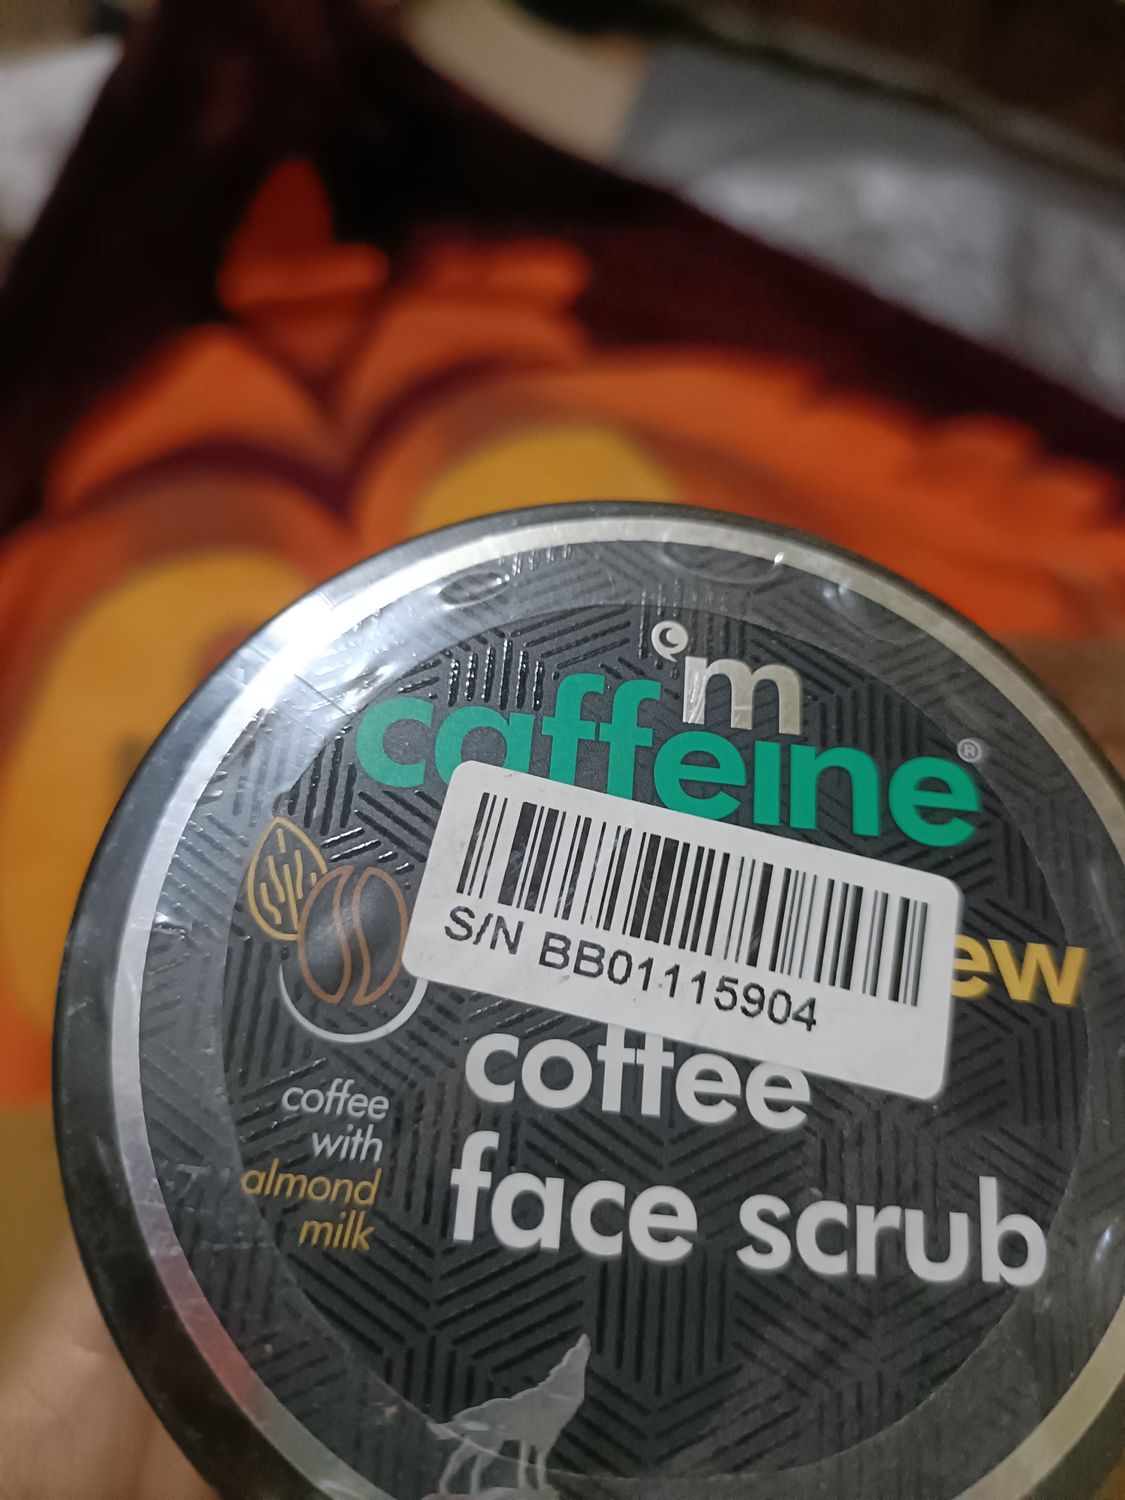 m
caffeine®
S/N BB01115904
ew
coffee
face scrub
coffee
with
almond
milk